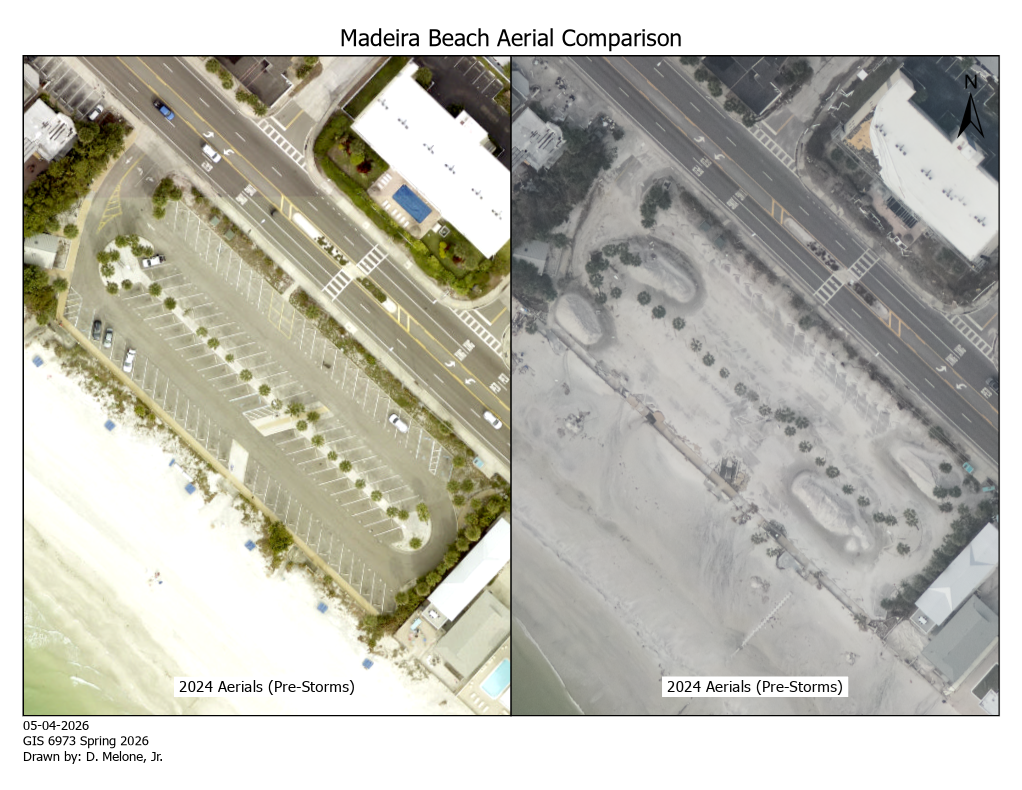 Madeira Beach Aerial Comparison
N
2024 Aerials (Pre-Storms)
2024 Aerials (Pre-Storms)
05-04-2026
GIS 6973 Spring 2026
Drawn by: D. Melone, Jr.